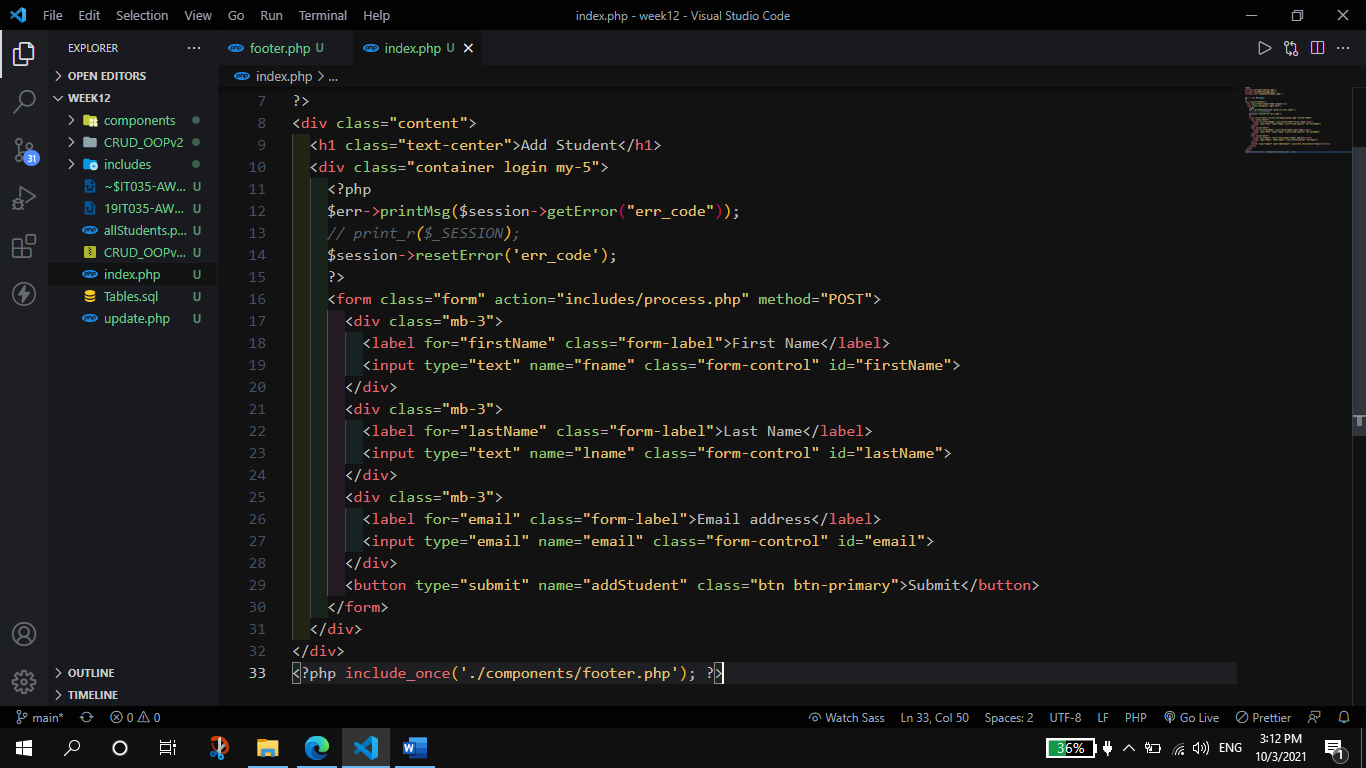 File Edit Selection View Go Run Terminal Help
index.php - week12 - Visual Studio Code
EXPLORER
OPEN EDITORS
WEEK12
components
CRUD_OOPv2
includes
~$IT035-AW... U
19IT035-AW... U
allStudents.p... U
CRUD_OOPv... U
index.php U
Tables.sql U
update.php U
OUTLINE
TIMELINE
31
footer.php U index.php U
index.php > ...
7 ?>
8 <div class="content">
9 <h1 class="text-center">Add Student</h1>
10 <div class="container login my-5">
11 <?php
12 $err->printMsg($session->getError("err_code"));
13 // print_r($_SESSION);
14 $session->resetError('err_code');
15 ?>
16 <form class="form" action="includes/process.php" method="POST">
17 <div class="mb-3">
18 <label for="firstName" class="form-label">First Name</label>
19 <input type="text" name="fname" class="form-control" id="firstName">
20 </div>
21 <div class="mb-3">
22 <label for="lastName" class="form-label">Last Name</label>
23 <input type="text" name="lname" class="form-control" id="lastName">
24 </div>
25 <div class="mb-3">
26 <label for="email" class="form-label">Email address</label>
27 <input type="email" name="email" class="form-control" id="email">
28 </div>
29 <button type="submit" name="addStudent" class="btn btn-primary">Submit</button>
30 </form>
31 </div>
32 </div>
33 <?php include_once('./components/footer.php'); ?>
main* 0 0 Watch Sass Ln 33, Col 50 Spaces: 2 UTF-8 LF PHP Go Live Prettier
36% ENG 3:12 PM
10/3/2021 1